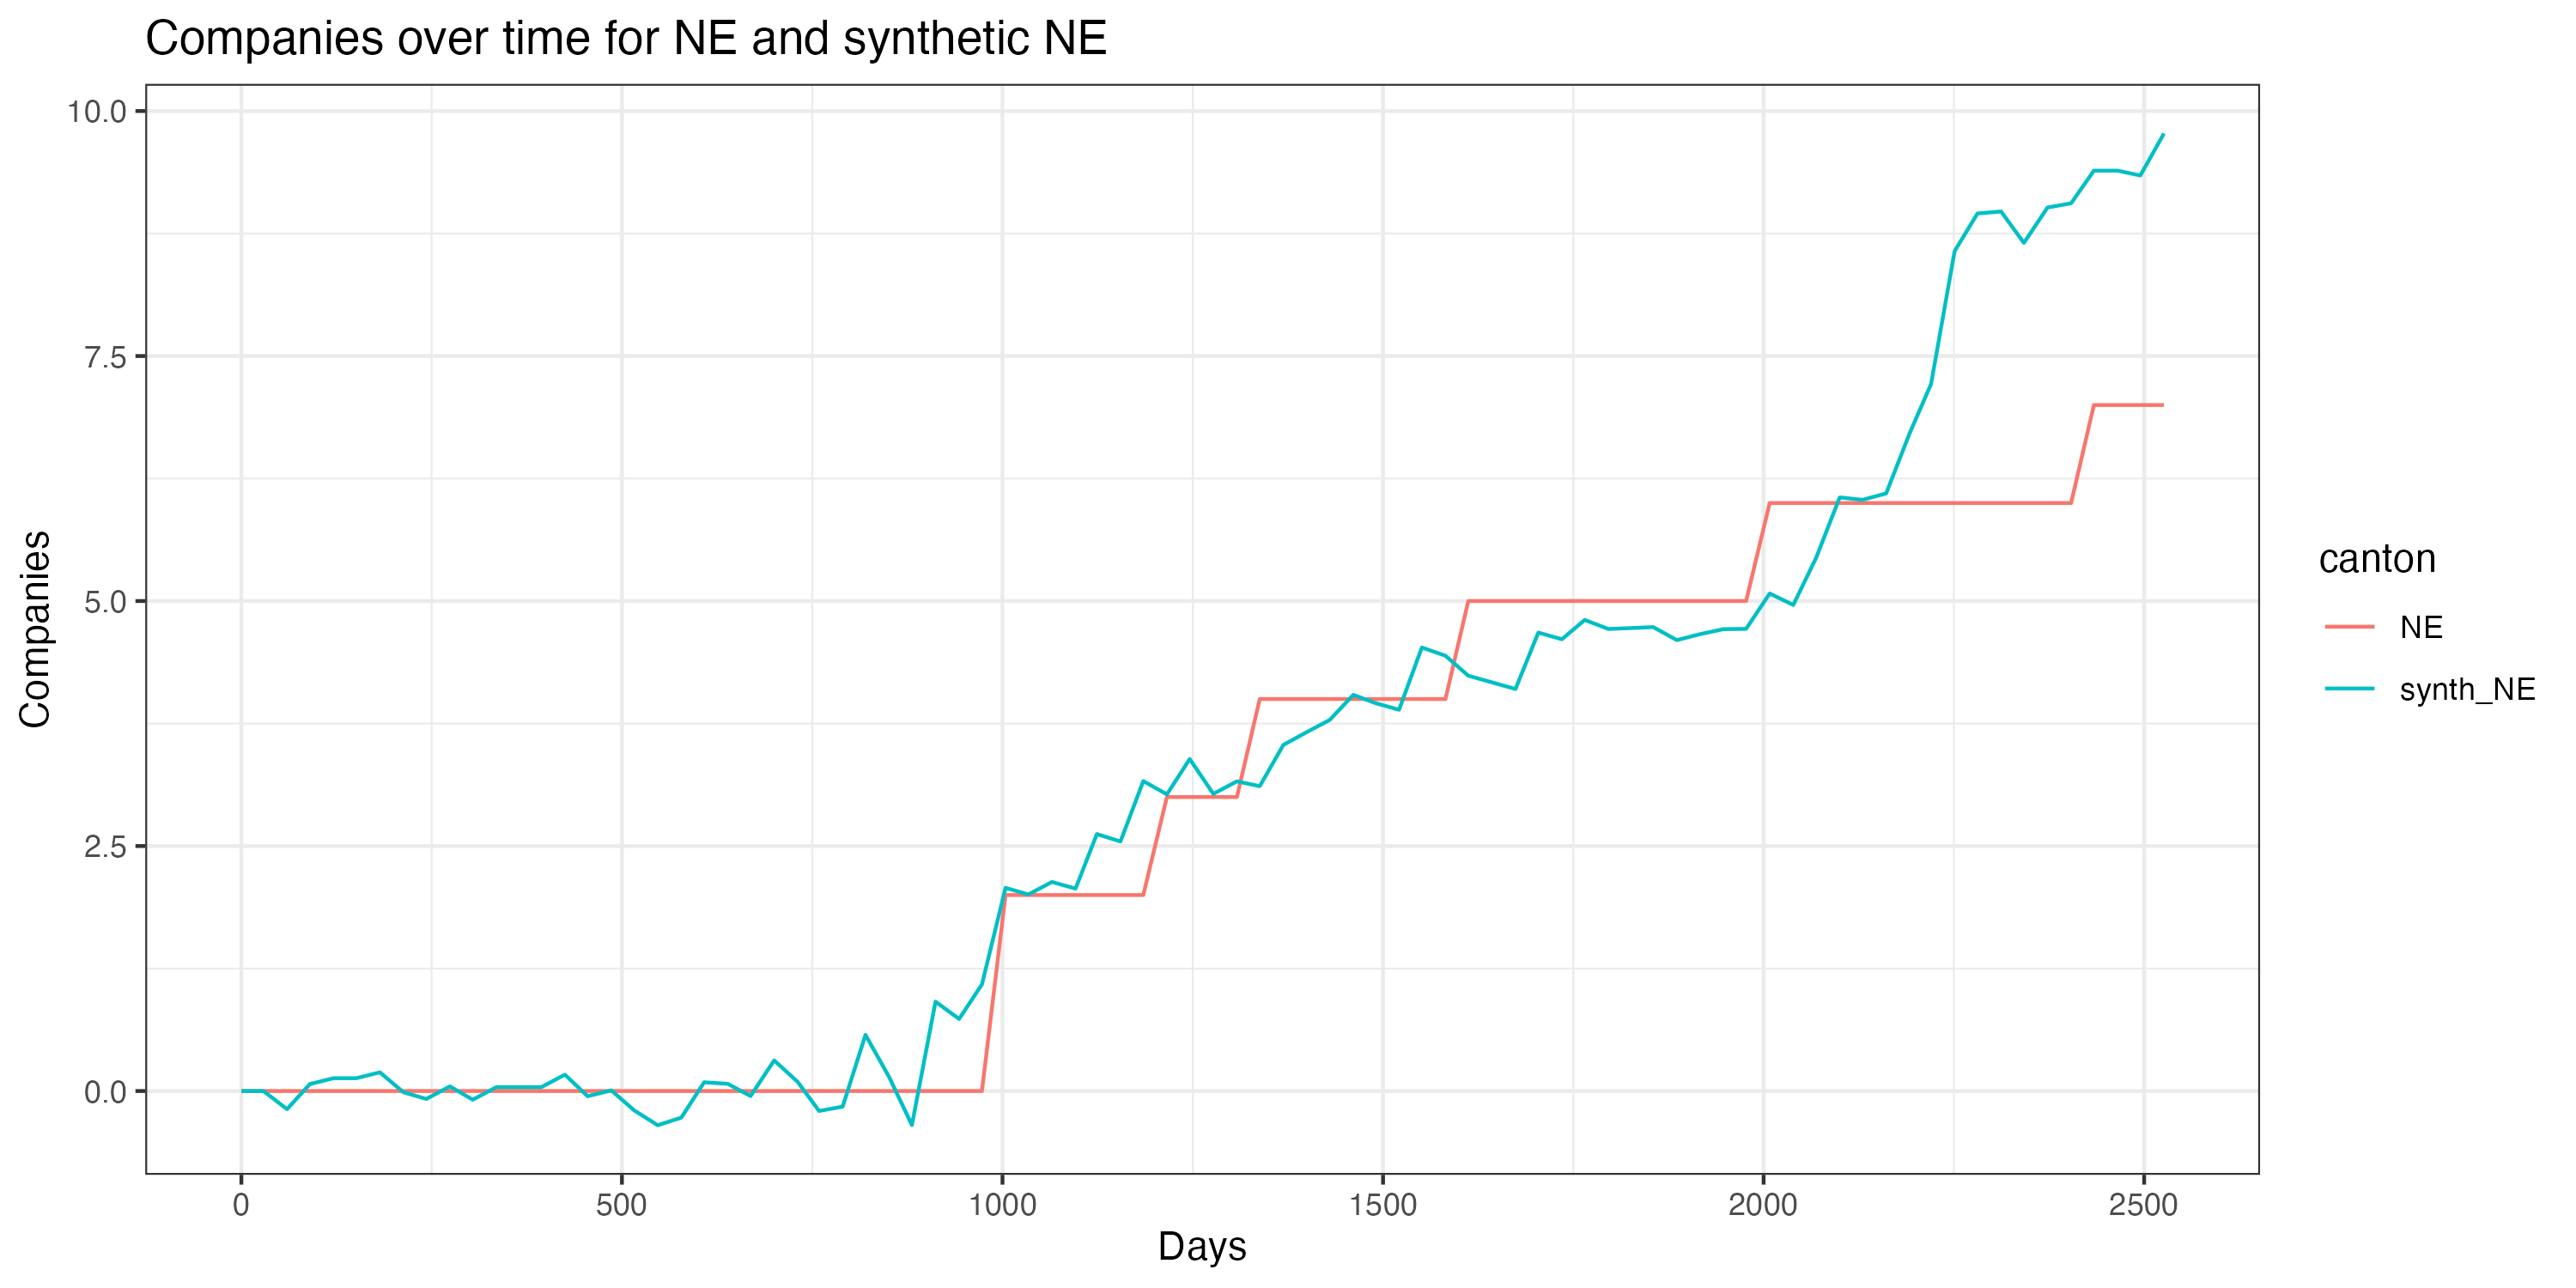 Companies over time for NE and synthetic NE
Companies
10.0
7.5
5.0
2.5
0.0
0 500 1000 1500 2000 2500
Days
canton
NE
synth_NE